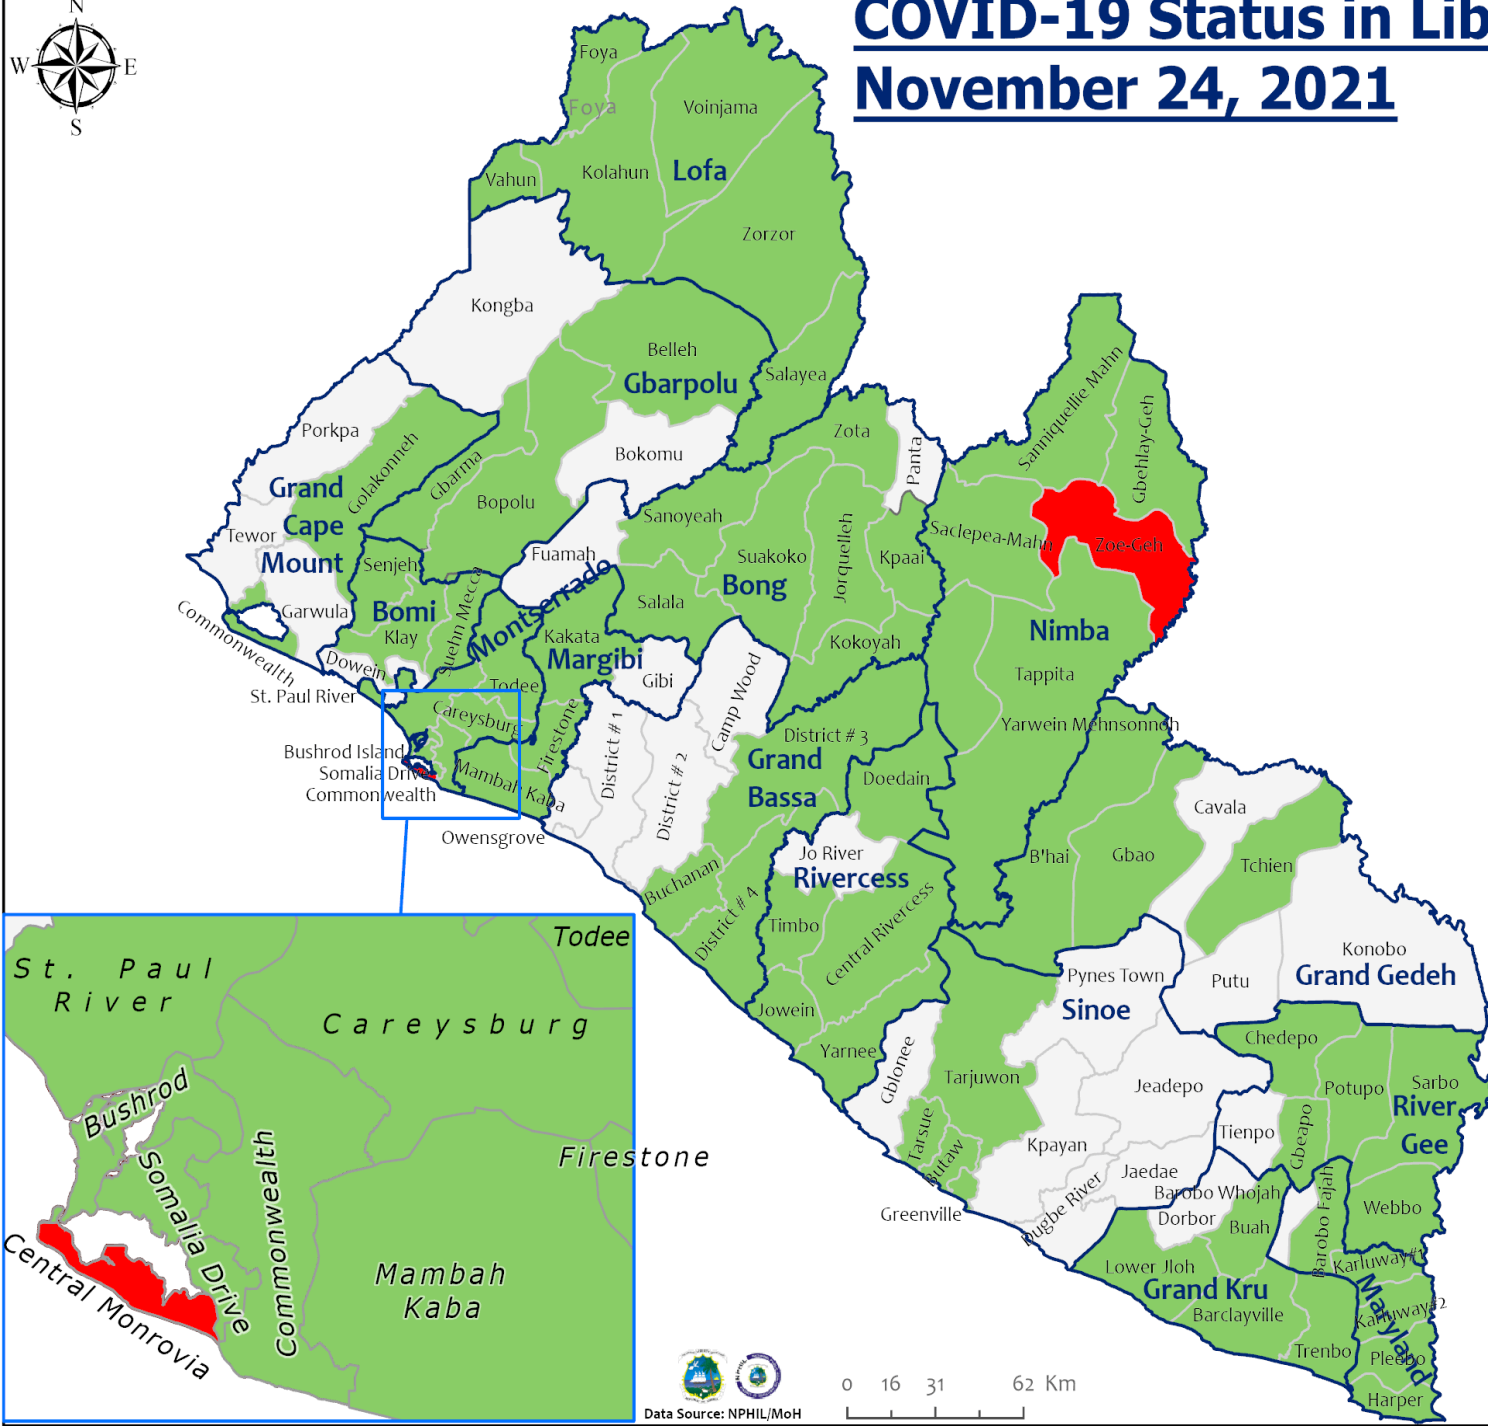 COVID-19 Status in Lib
November 24, 2021
N
W
E
S
Foya
Foya
Voinjama
Vahun
Kolahun
Lofa
Zorzor
Kongba
Belleh
Gbarpolu
Salayea
Porkpa
Golakonneh
Gbarma
Bokomu
Bopolu
Grand
Cape
Mount
Tewor
Garwula
Commonwealth
Senjeh
Bomi
Klay
Suehn Mecca
Dowein
St. Paul River
Fuamah
Montserrado
Todee
Careysburg
Kakata
Margibi
Gibi
Firestone
Mambah Kaba
Bushrod Island
Somalia Drive
Commonwealth
Owensgrove
Zota
Panta
Sanoyeah
Suakoko
Jorquelleh
Kpaai
Bong
Salala
Kokoyah
Sanniquellie Mahn
Gbehlay-Geh
Saclepea-Mahn
Zoe-Geh
Nimba
Tappita
Yarwein Mehnsonnoh
District # 1
District # 2
Camp Wood
District # 3
Grand
Bassa
Buchanan
District # 4
Doedain
Jo River
Rivercess
Timbo
Central Rivercess
Jowein
Yarnee
B'hai
Gbao
Cavala
Tchien
Konobo
Grand Gedeh
Putu
Pynes Town
Sinoe
Gblonee
Tarjuwon
Jeadepo
Tarsue
Butaw
Kpayan
Jaedae
Dugbe River
Greenville
Chedepo
Potupo
Sarbo
River
Gee
Tienpo
Gbeapo
Webbo
Barobo Whojah
Dorbor
Buah
Barobo Fajah
Lower Jloh
Grand Kru
Barclayville
Trenbo
Karluway#1
Karluway#2
Maryland
Pleebo
Harper
St. Paul
River
Todee
Careysburg
Bushrod
Somalia Drive
Commonwealth
Firestone
Mambah
Kaba
Central Monrovia
Data Source: NPHIL/MoH
0 16 31 62 Km